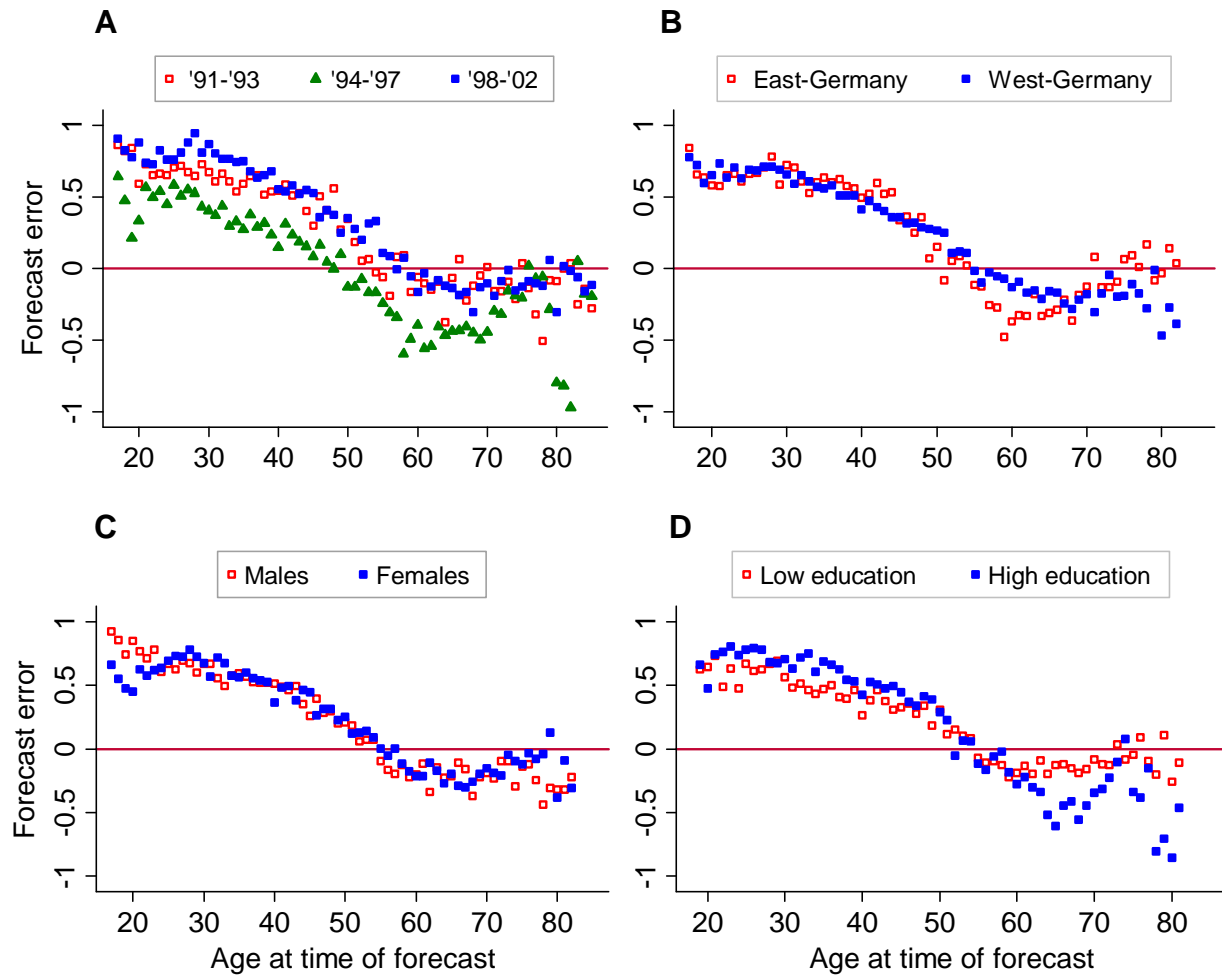 A
'91-'93 '94-'97 '98-'02
Forecast error
1
0.5
0
-0.5
-1
20 30 40 50 60 70 80
B
East-Germany West-Germany
1
0.5
0
-0.5
-1
20 30 40 50 60 70 80
C
Males Females
Forecast error
1
0.5
0
-0.5
-1
20 30 40 50 60 70 80
Age at time of forecast
D
Low education High education
1
0.5
0
-0.5
-1
20 30 40 50 60 70 80
Age at time of forecast